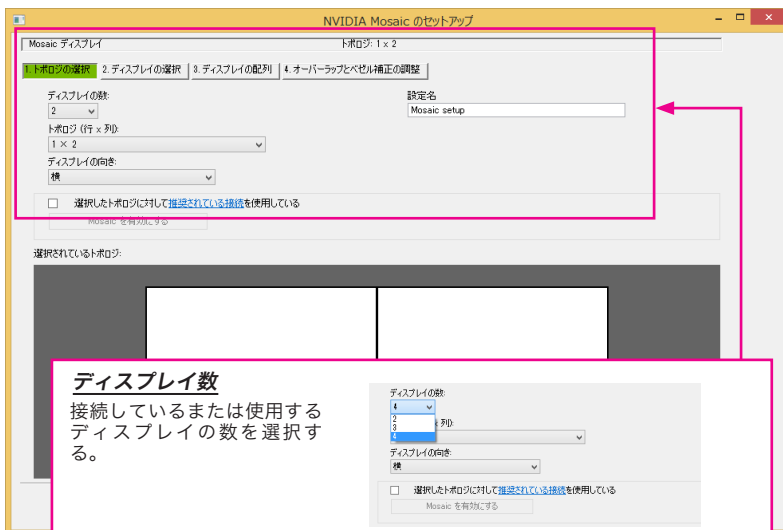 NVIDIA Mosaic のセットアップ
Mosaic ディスプレイ トポロジ: 1 x 2
1.トポロジの選択 2.ディスプレイの選択 3.ディスプレイの配列 4.オーバーラップとベゼル補正の調整
ディスプレイの数:
2
設定名
Mosaic setup
トポロジ (行 x 列):
1 × 2
ディスプレイの向き:
横
選択したトポロジに対して推奨されている接続を使用している
Mosaic を有効にする
選択されているトポロジ:
ディスプレイ数
接続しているまたは使用する
ディスプレイの数を選択す
る。
ディスプレイの数:
4
2
3
4
x 列):
ディスプレイの向き:
横
選択したトポロジに対して推奨されている接続を使用している
Mosaic を有効にする